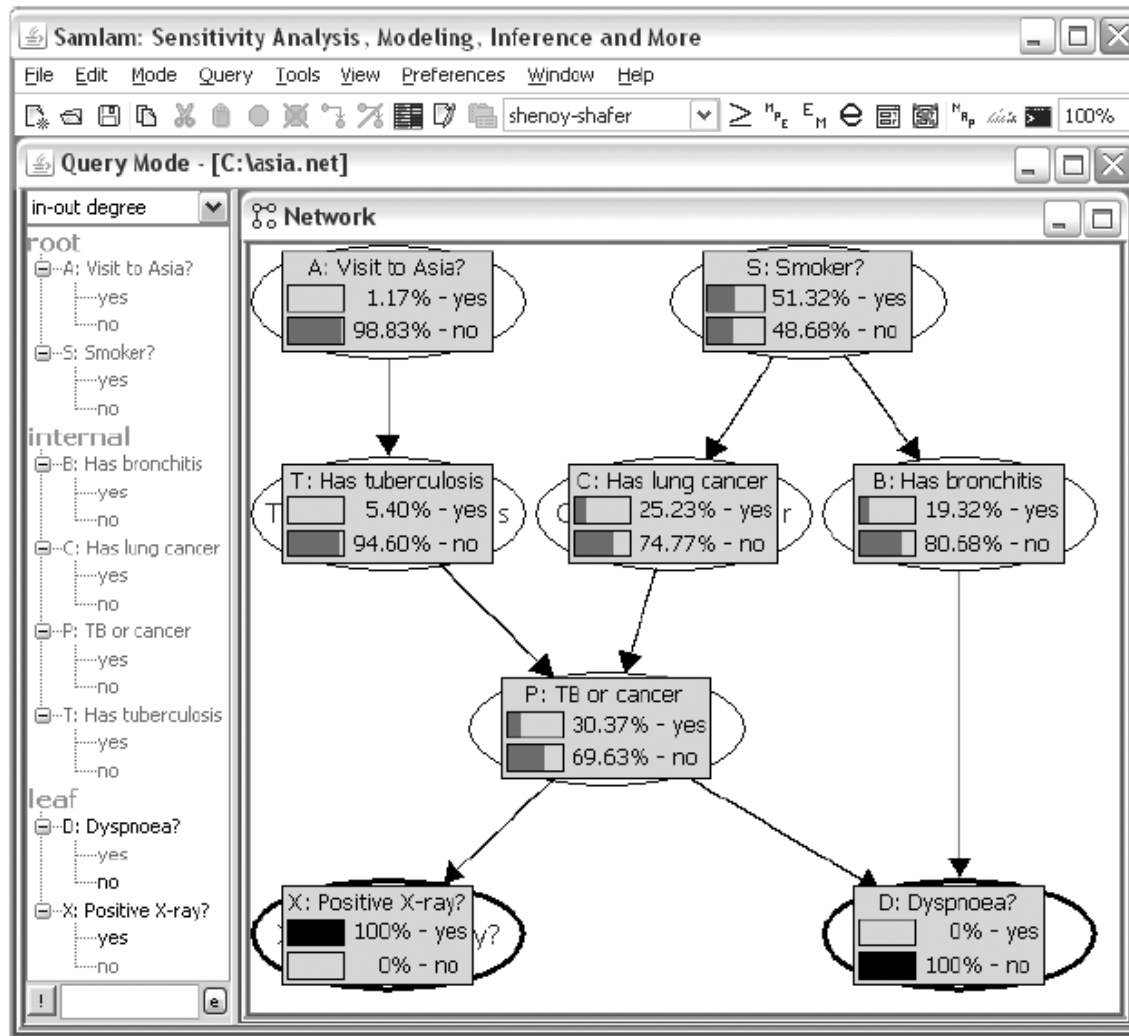 SamIam: Sensitivity Analysis, Modeling, Inference and More
File Edit Mode Query Tools View Preferences Window Help
shenoy-shafer 100%
Query Mode - [C:\asia.net]
in-out degree
root
A: Visit to Asia?
yes
no
S: Smoker?
yes
no
internal
B: Has bronchitis
yes
no
C: Has lung cancer
yes
no
P: TB or cancer
yes
no
T: Has tuberculosis
yes
no
leaf
D: Dyspnoea?
yes
no
X: Positive X-ray?
yes
no
! e
Network
A: Visit to Asia?
1.17% - yes
98.83% - no
S: Smoker?
51.32% - yes
48.68% - no
T: Has tuberculosis
5.40% - yes
94.60% - no
C: Has lung cancer
25.23% - yes
74.77% - no
B: Has bronchitis
19.32% - yes
80.68% - no
P: TB or cancer
30.37% - yes
69.63% - no
X: Positive X-ray?
100% - yes
0% - no
D: Dyspnoea?
0% - yes
100% - no